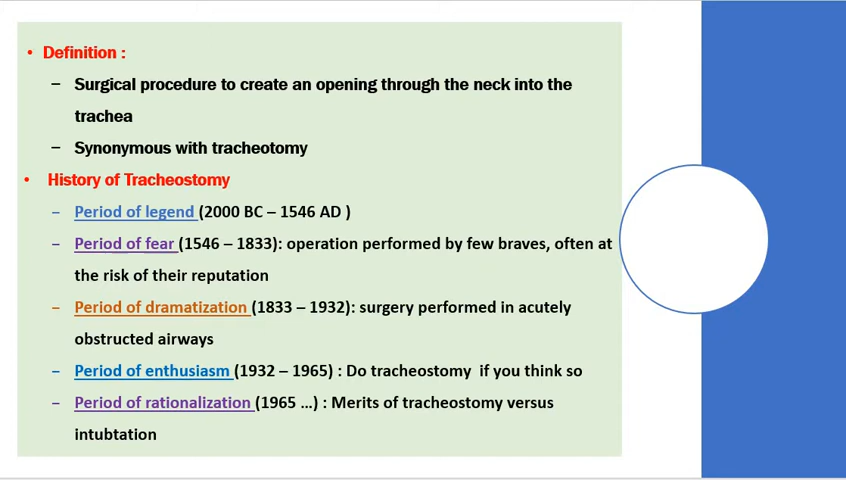 • Definition :
– Surgical procedure to create an opening through the neck into the
trachea
– Synonymous with tracheotomy
• History of Tracheostomy
– Period of legend (2000 BC – 1546 AD )
– Period of fear (1546 – 1833): operation performed by few braves, often at
the risk of their reputation
– Period of dramatization (1833 – 1932): surgery performed in acutely
obstructed airways
– Period of enthusiasm (1932 – 1965) : Do tracheostomy if you think so
– Period of rationalization (1965 ...) : Merits of tracheostomy versus
intubtation